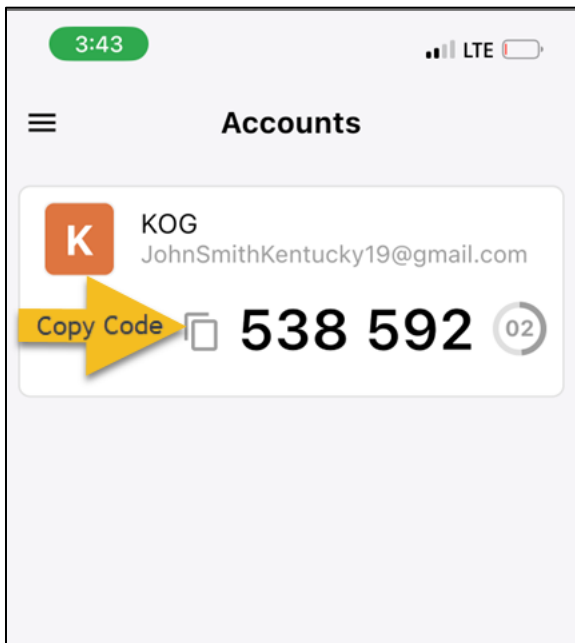 3:43 LTE
Accounts
K KOG
JohnSmithKentucky19@gmail.com
Copy Code 538 592 02